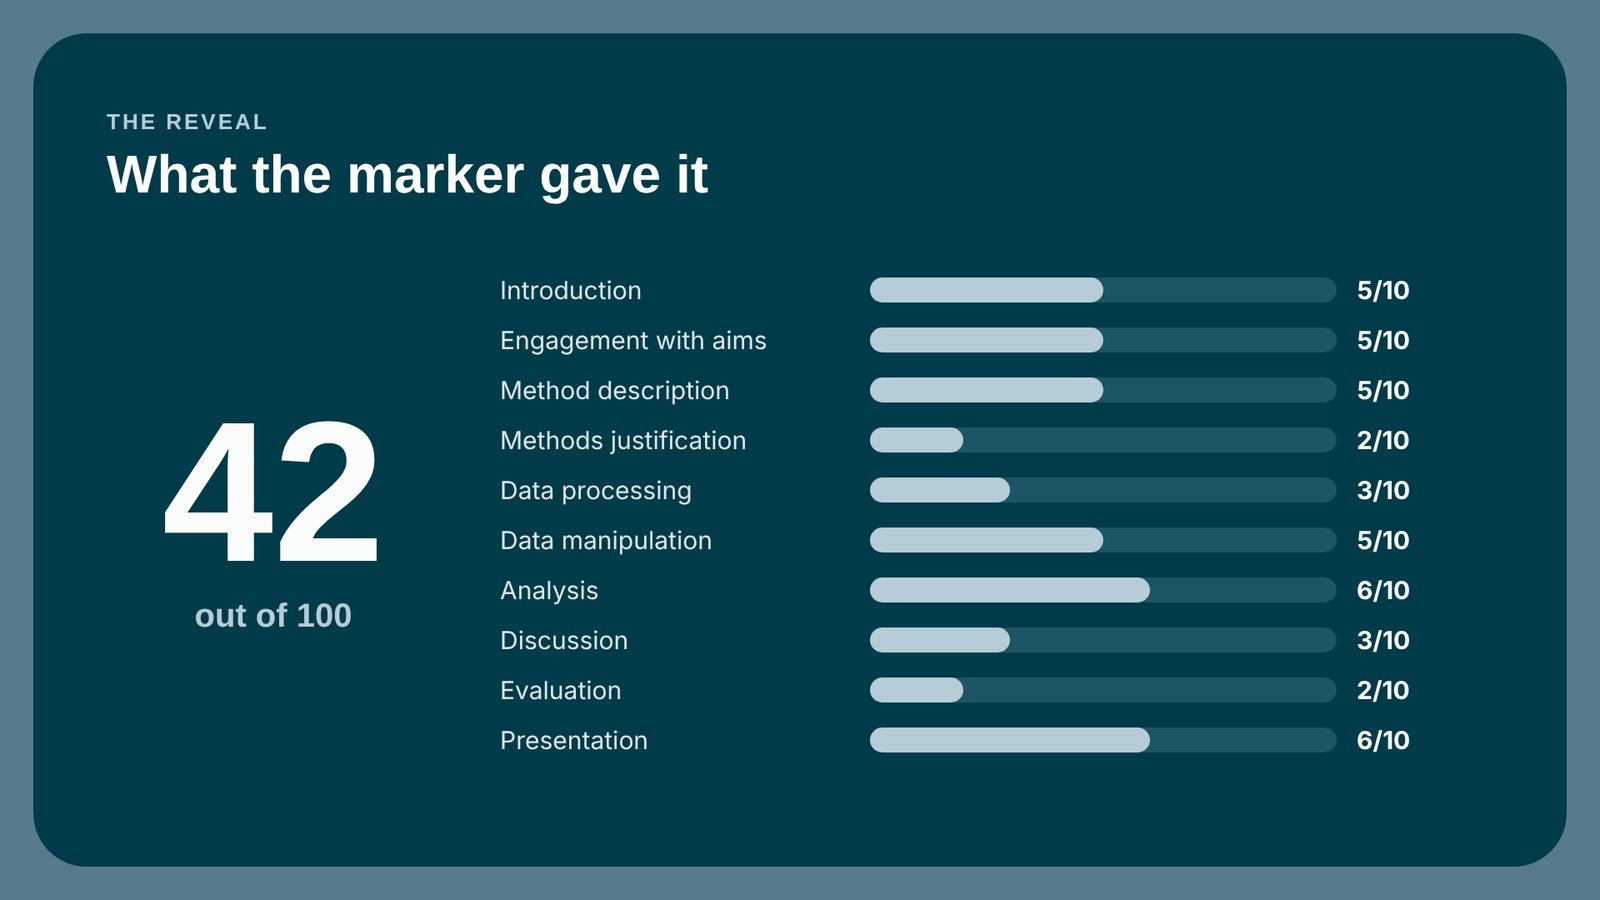 THE REVEAL
What the marker gave it
42
out of 100
Introduction 5/10
Engagement with aims 5/10
Method description 5/10
Methods justification 2/10
Data processing 3/10
Data manipulation 5/10
Analysis 6/10
Discussion 3/10
Evaluation 2/10
Presentation 6/10